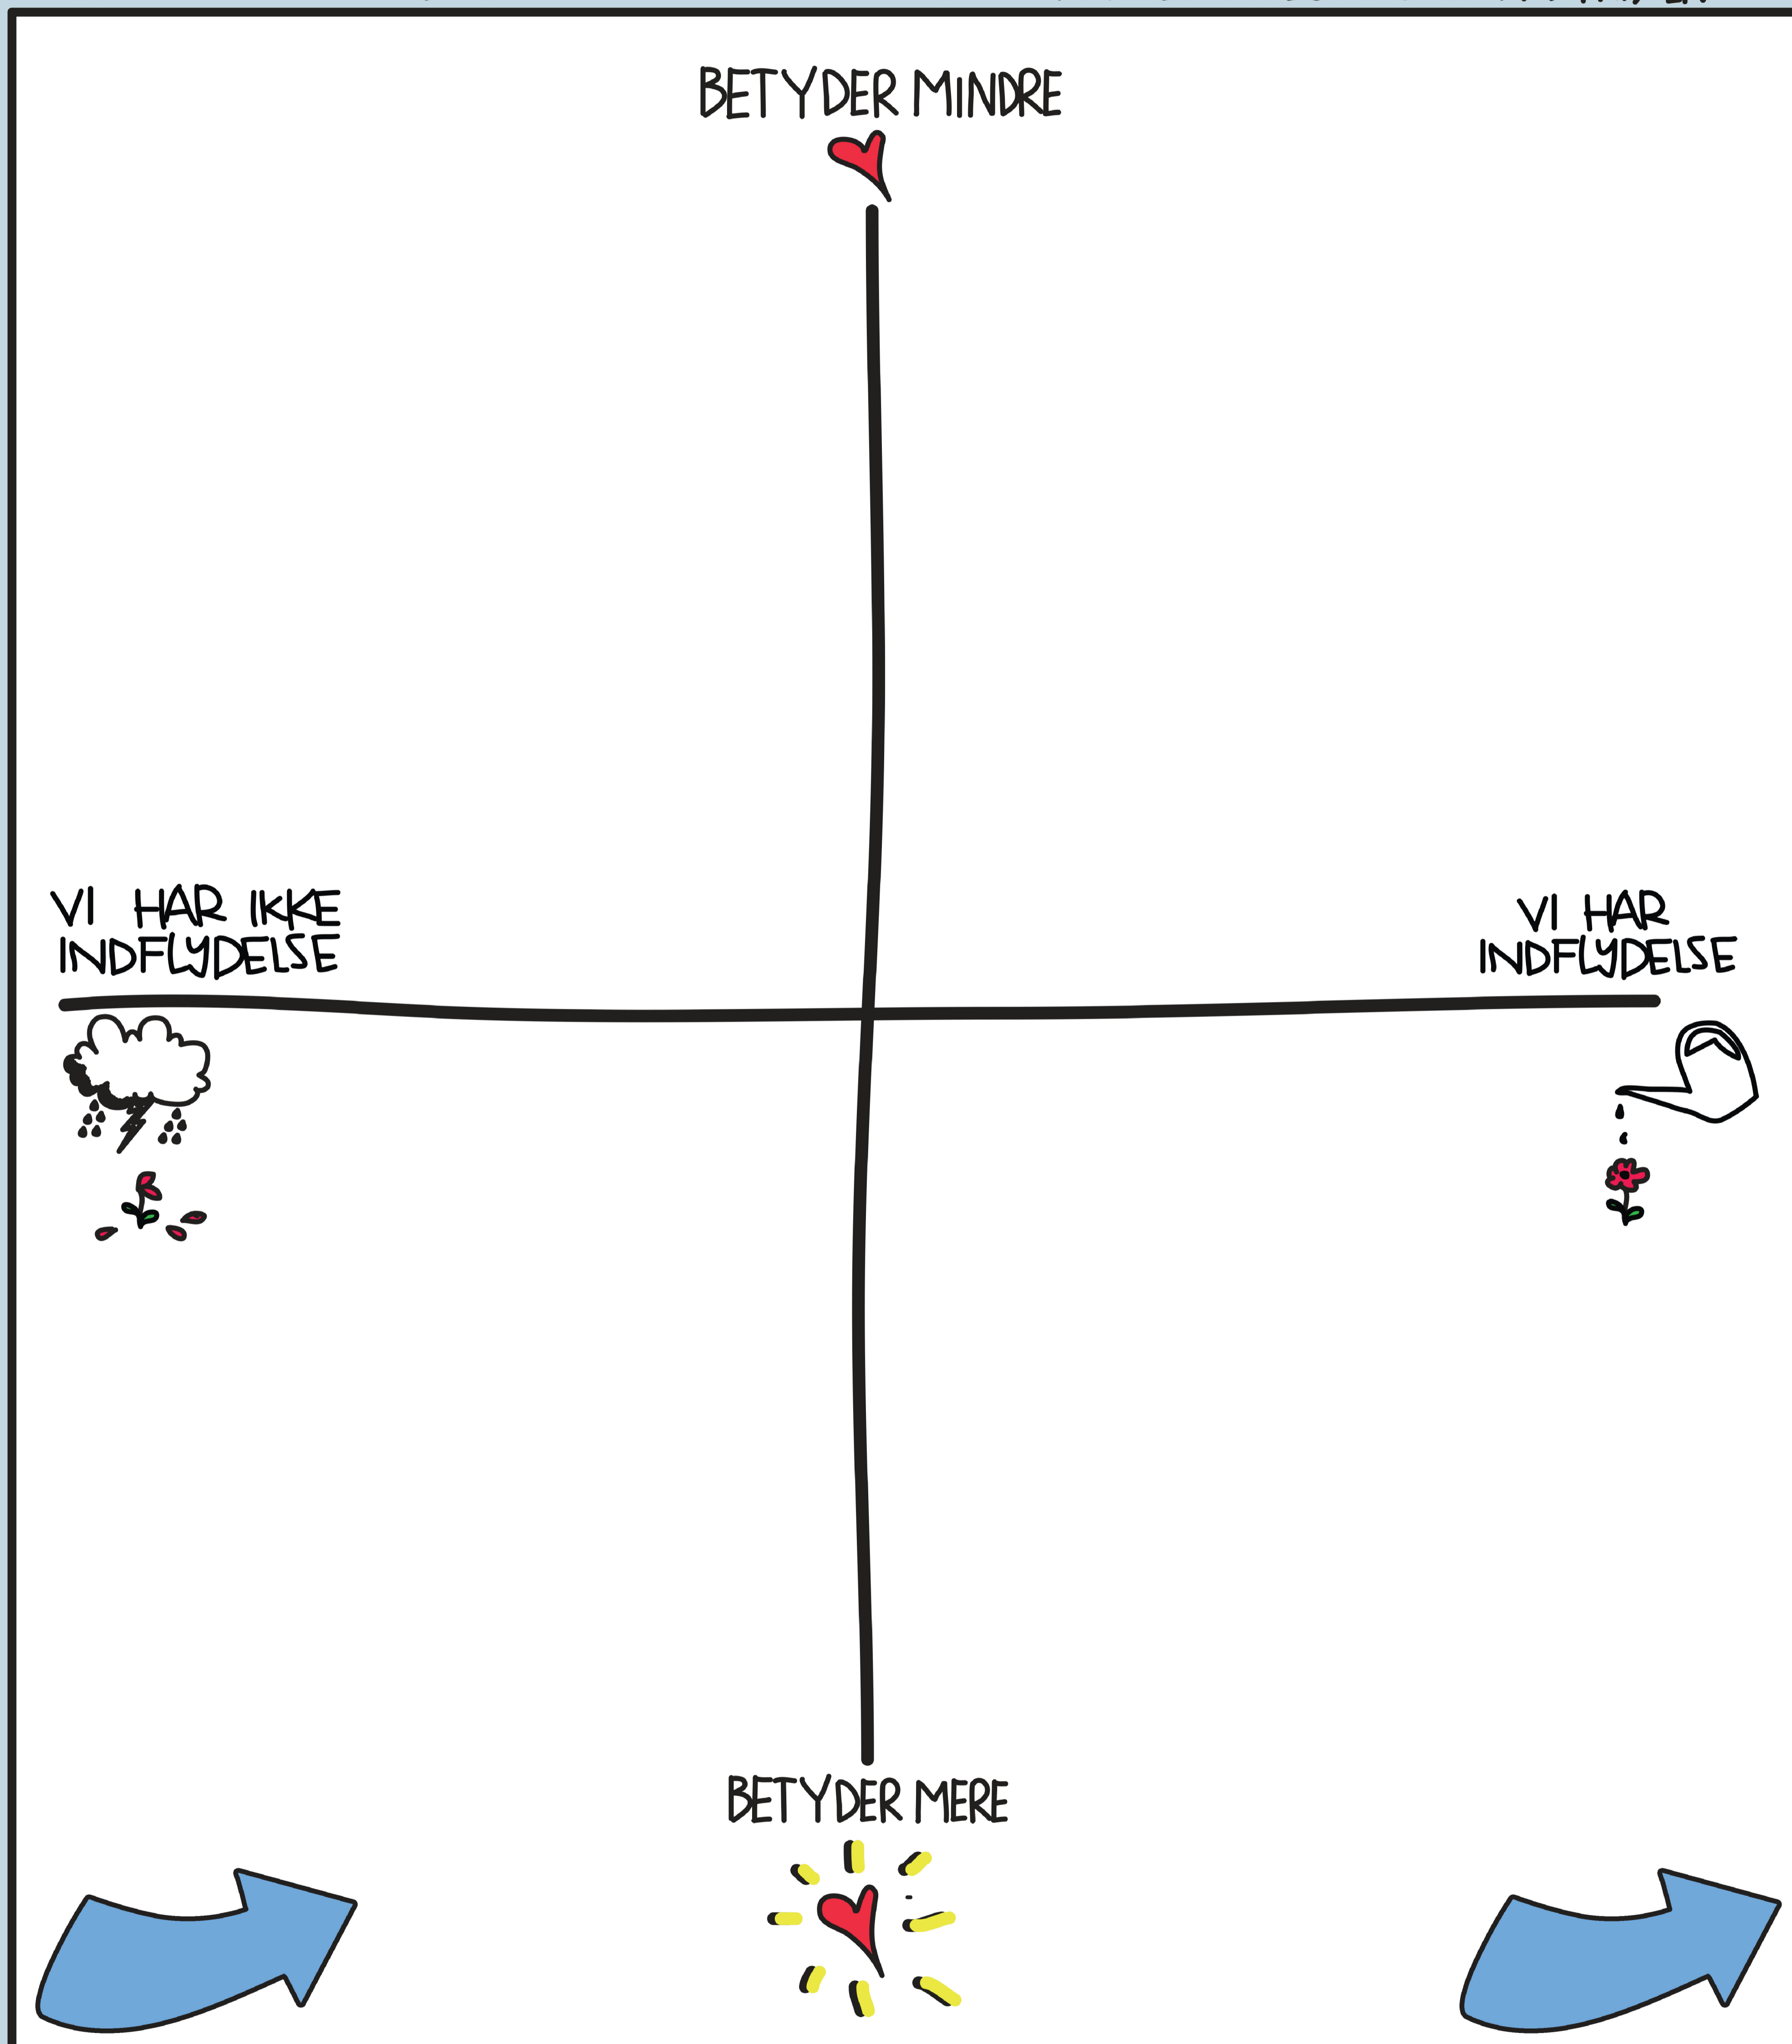 BETYDER MINDRE
VI HAR IKKE
INDFLYDELSE
VI HAR
INDFLYDELSE
BETYDER MERE